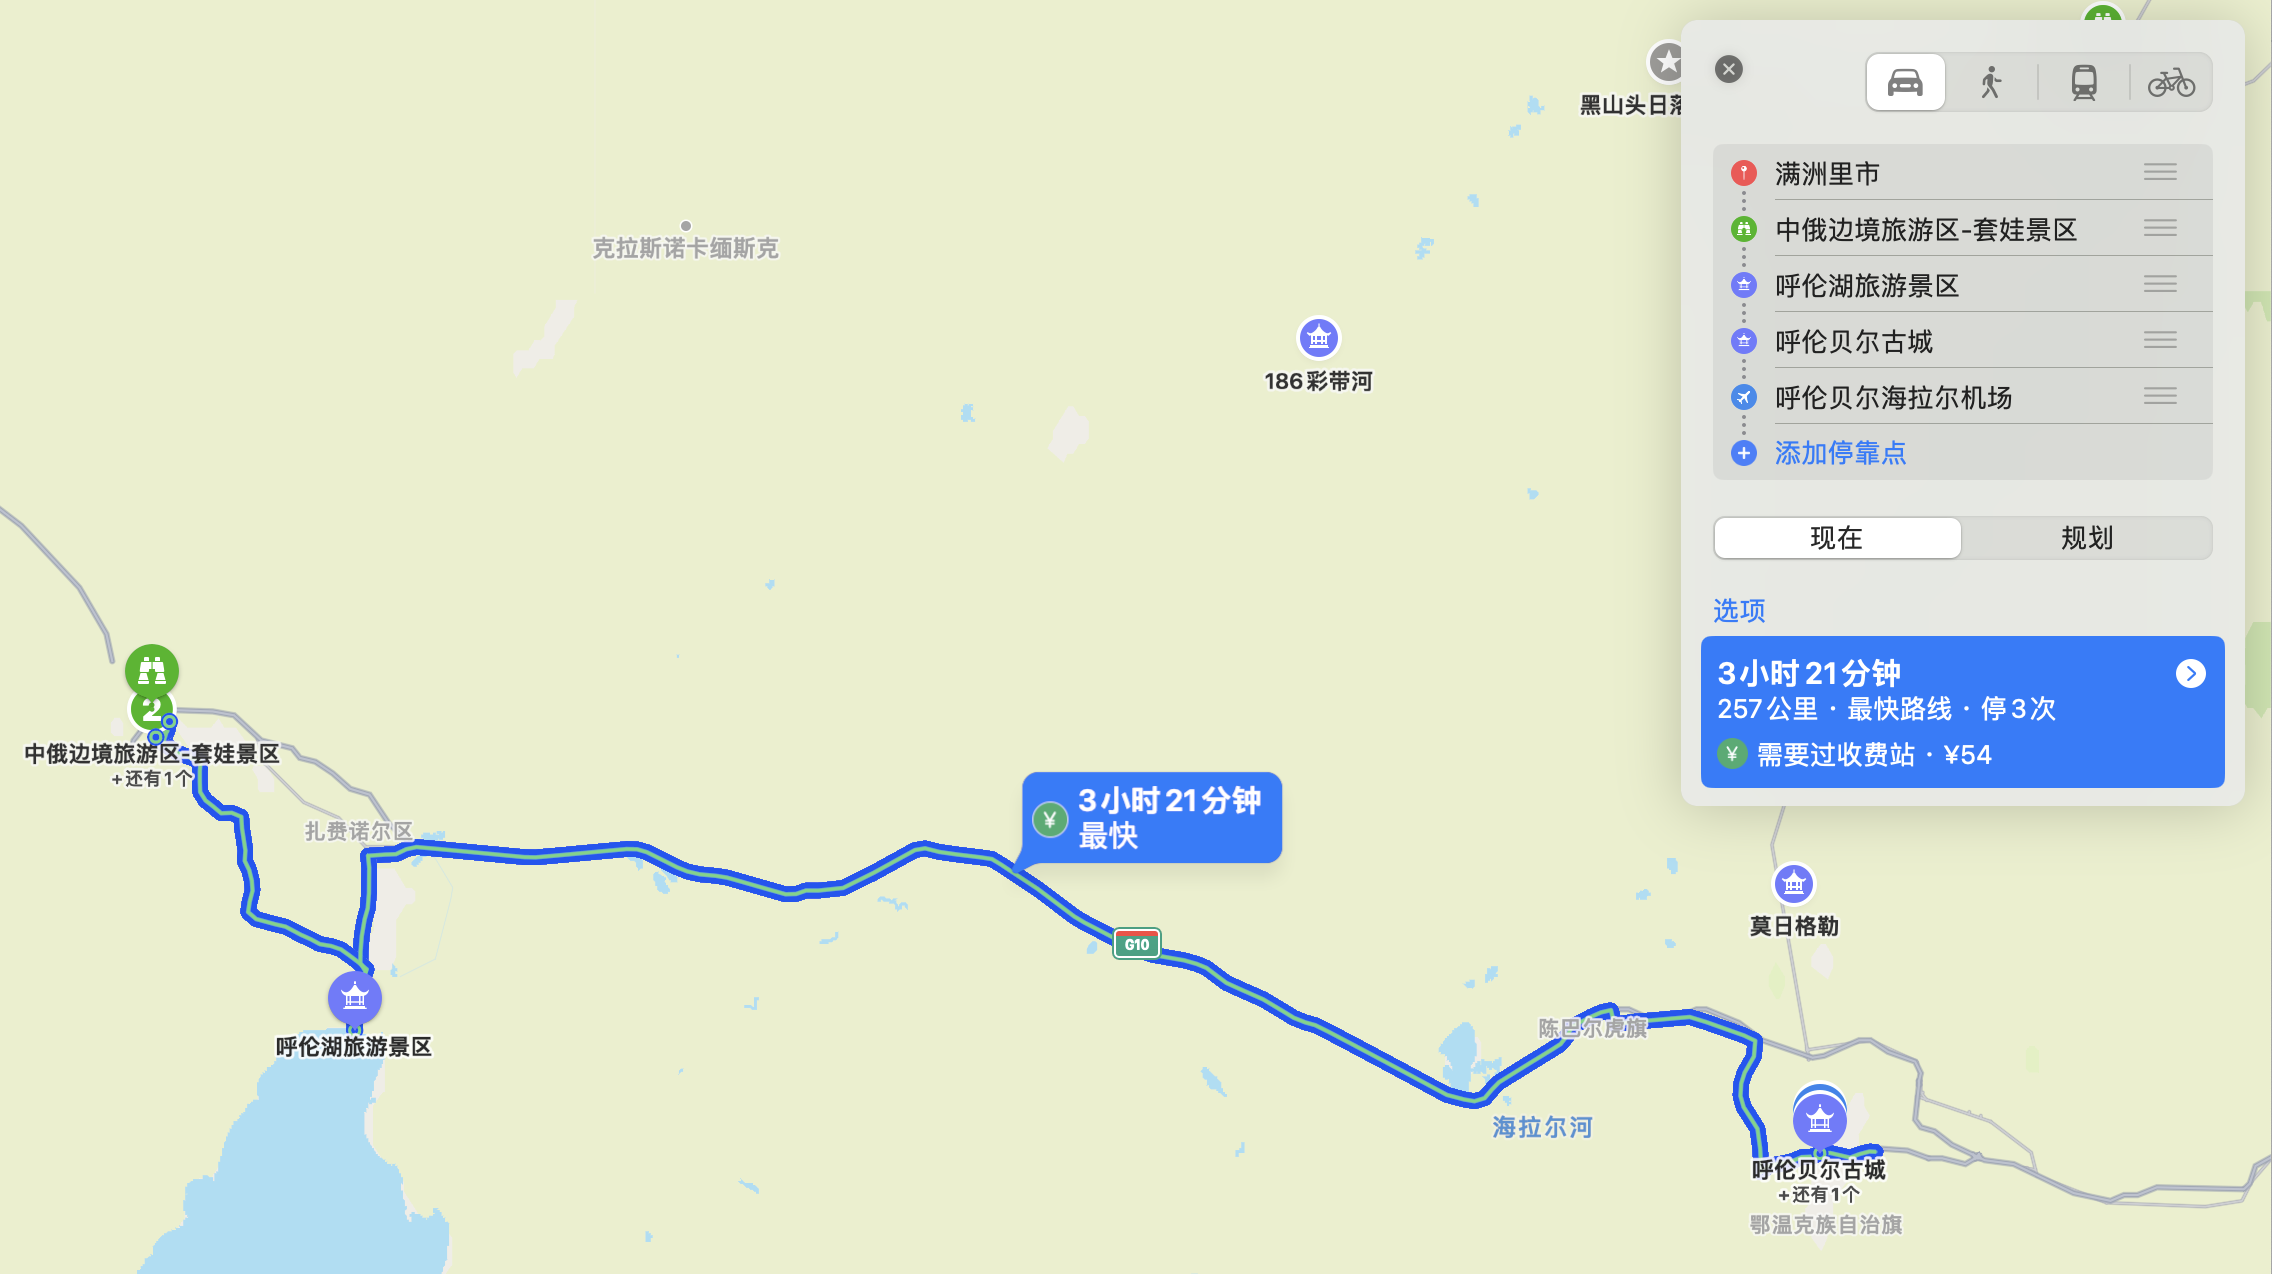 黑山头日落
克拉斯诺卡缅斯克
186彩带河
2
中俄边境旅游区-套娃景区
+还有1个
扎赉诺尔区
3小时21分钟
最快
G10
呼伦湖旅游景区
陈巴尔虎旗
海拉尔河
莫日格勒
呼伦贝尔古城
+还有1个
鄂温克族自治旗
满洲里市
中俄边境旅游区-套娃景区
呼伦湖旅游景区
呼伦贝尔古城
呼伦贝尔海拉尔机场
添加停靠点
现在
规划
选项
3小时21分钟
257公里 · 最快路线 · 停3次
¥ 需要过收费站 · ¥54